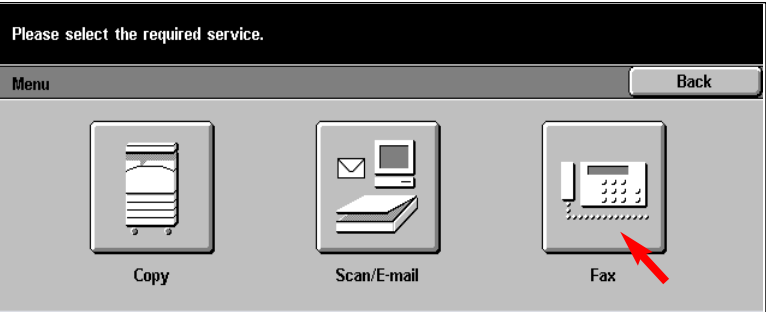 Please select the required service.
Menu
Back
Copy
Scan/E-mail
Fax